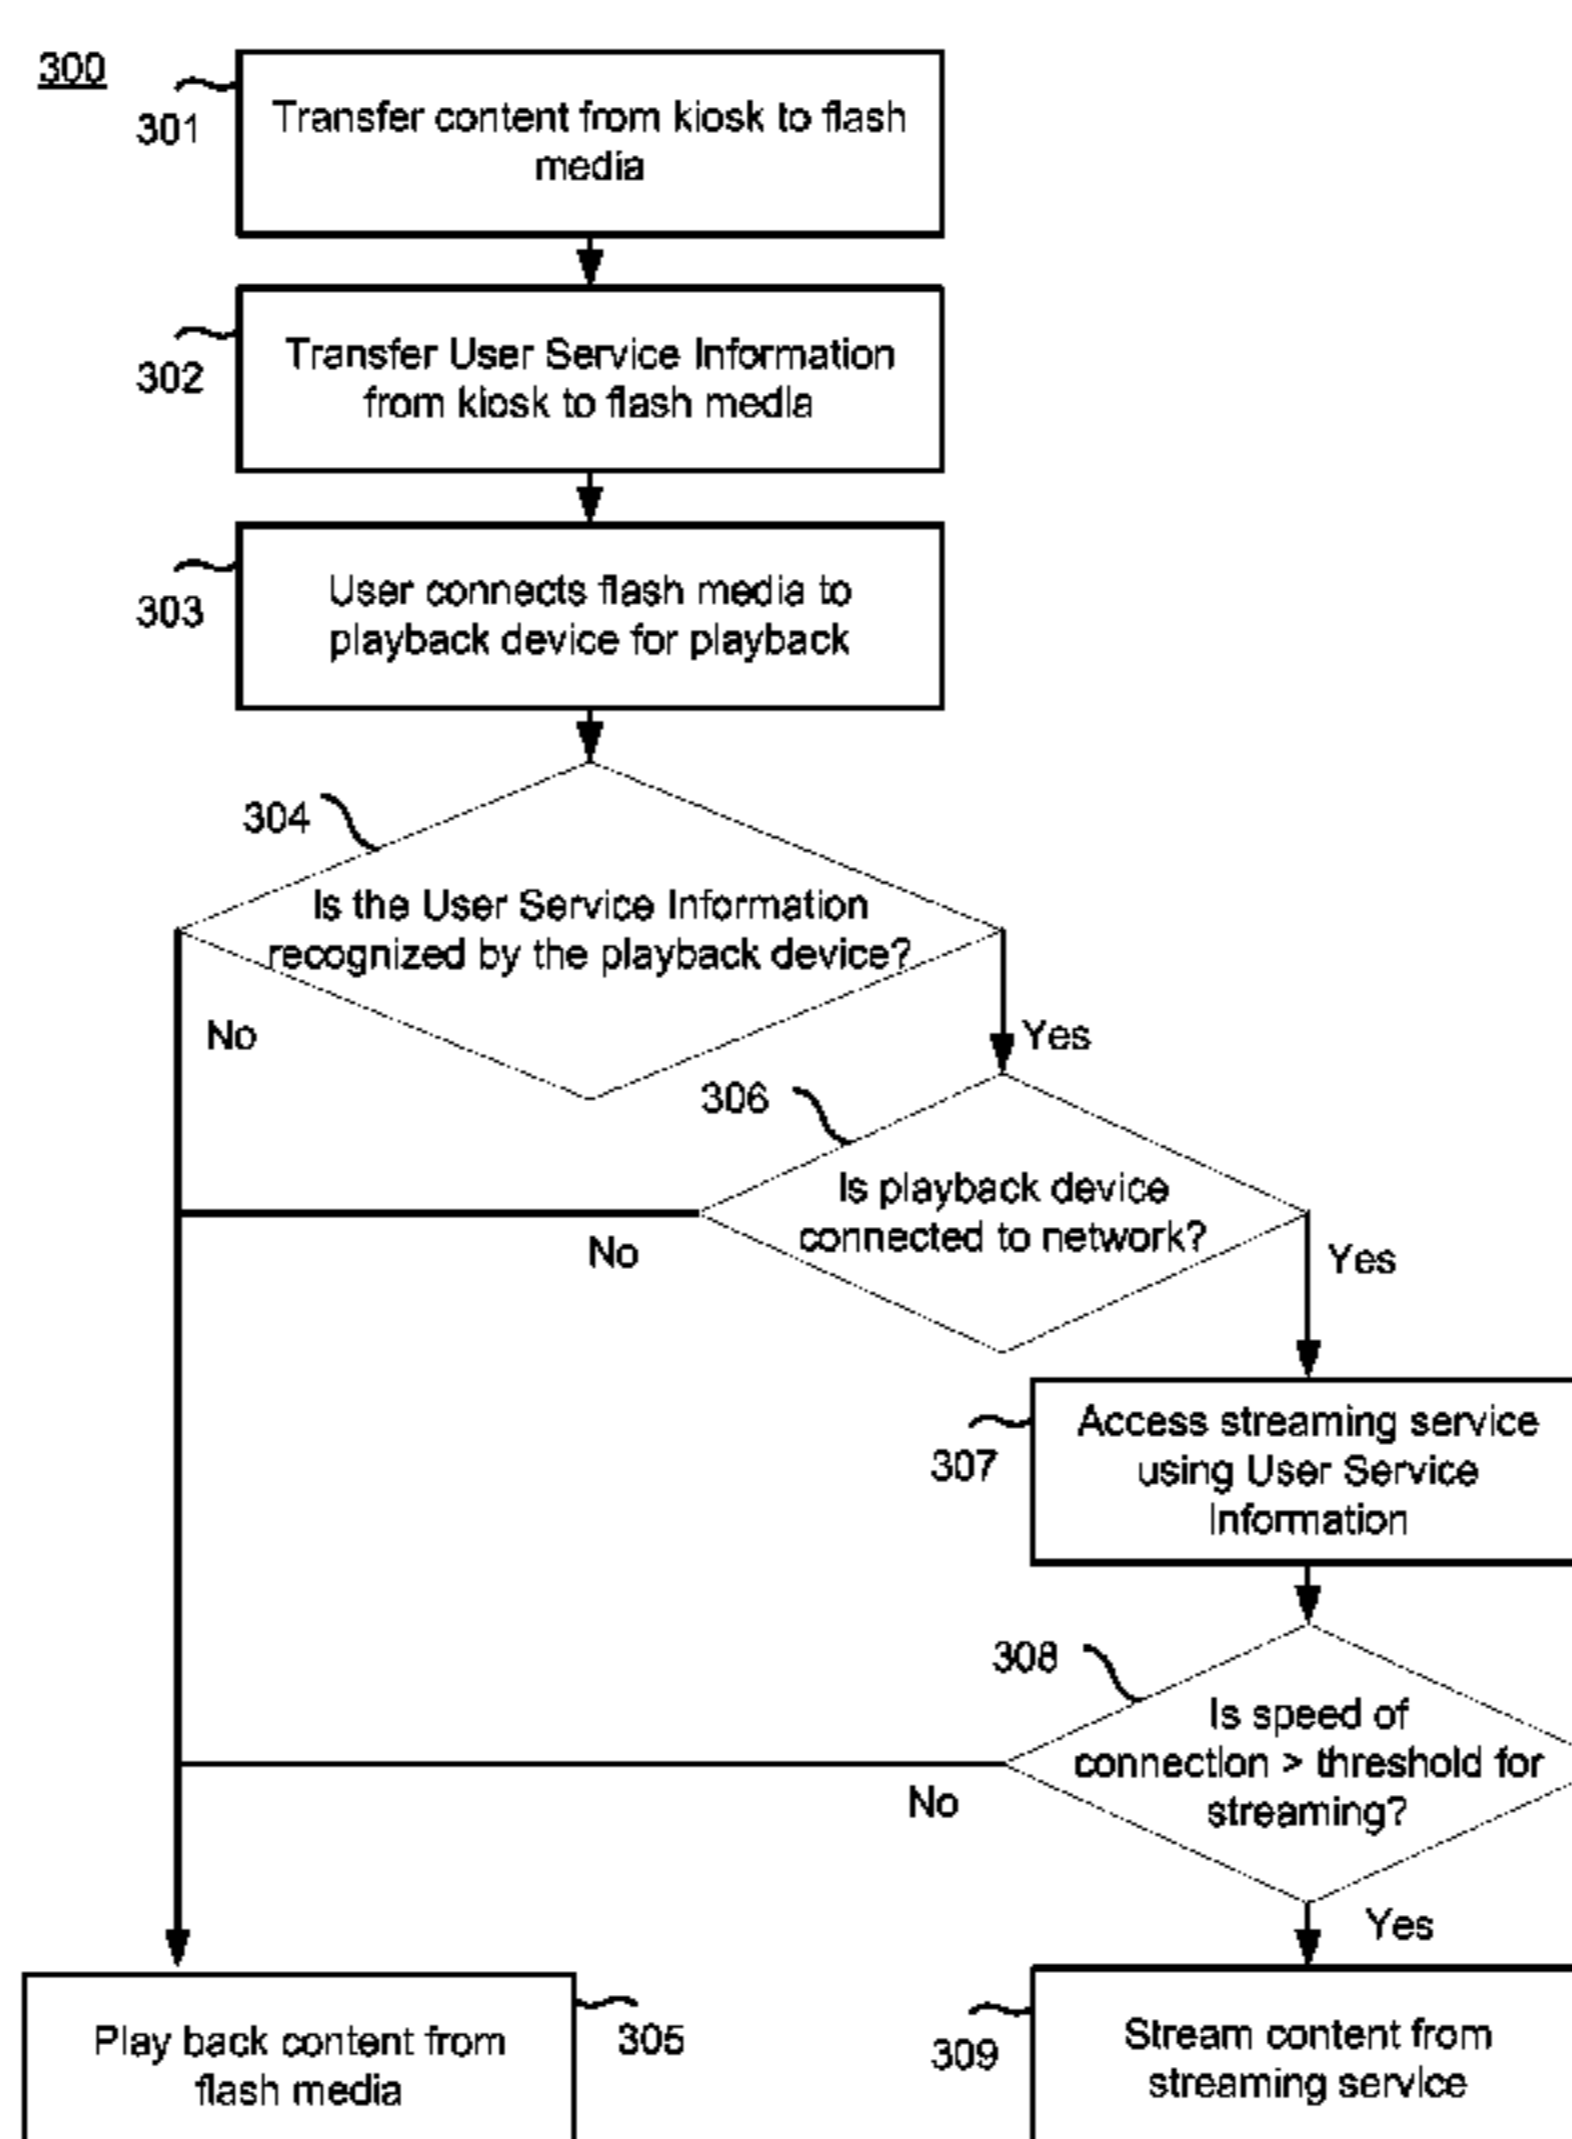 300
301
Transfer content from kiosk to flash
media
302
Transfer User Service Information
from kiosk to flash media
303
User connects flash media to
playback device for playback
304
Is the User Service Information
recognized by the playback device?
No
Yes
306
Is playback device
connected to network?
No
Yes
307
Access streaming service
using User Service
Information
308
Is speed of
connection > threshold for
streaming?
No
Yes
Play back content from
flash media
305
309
Stream content from
streaming service